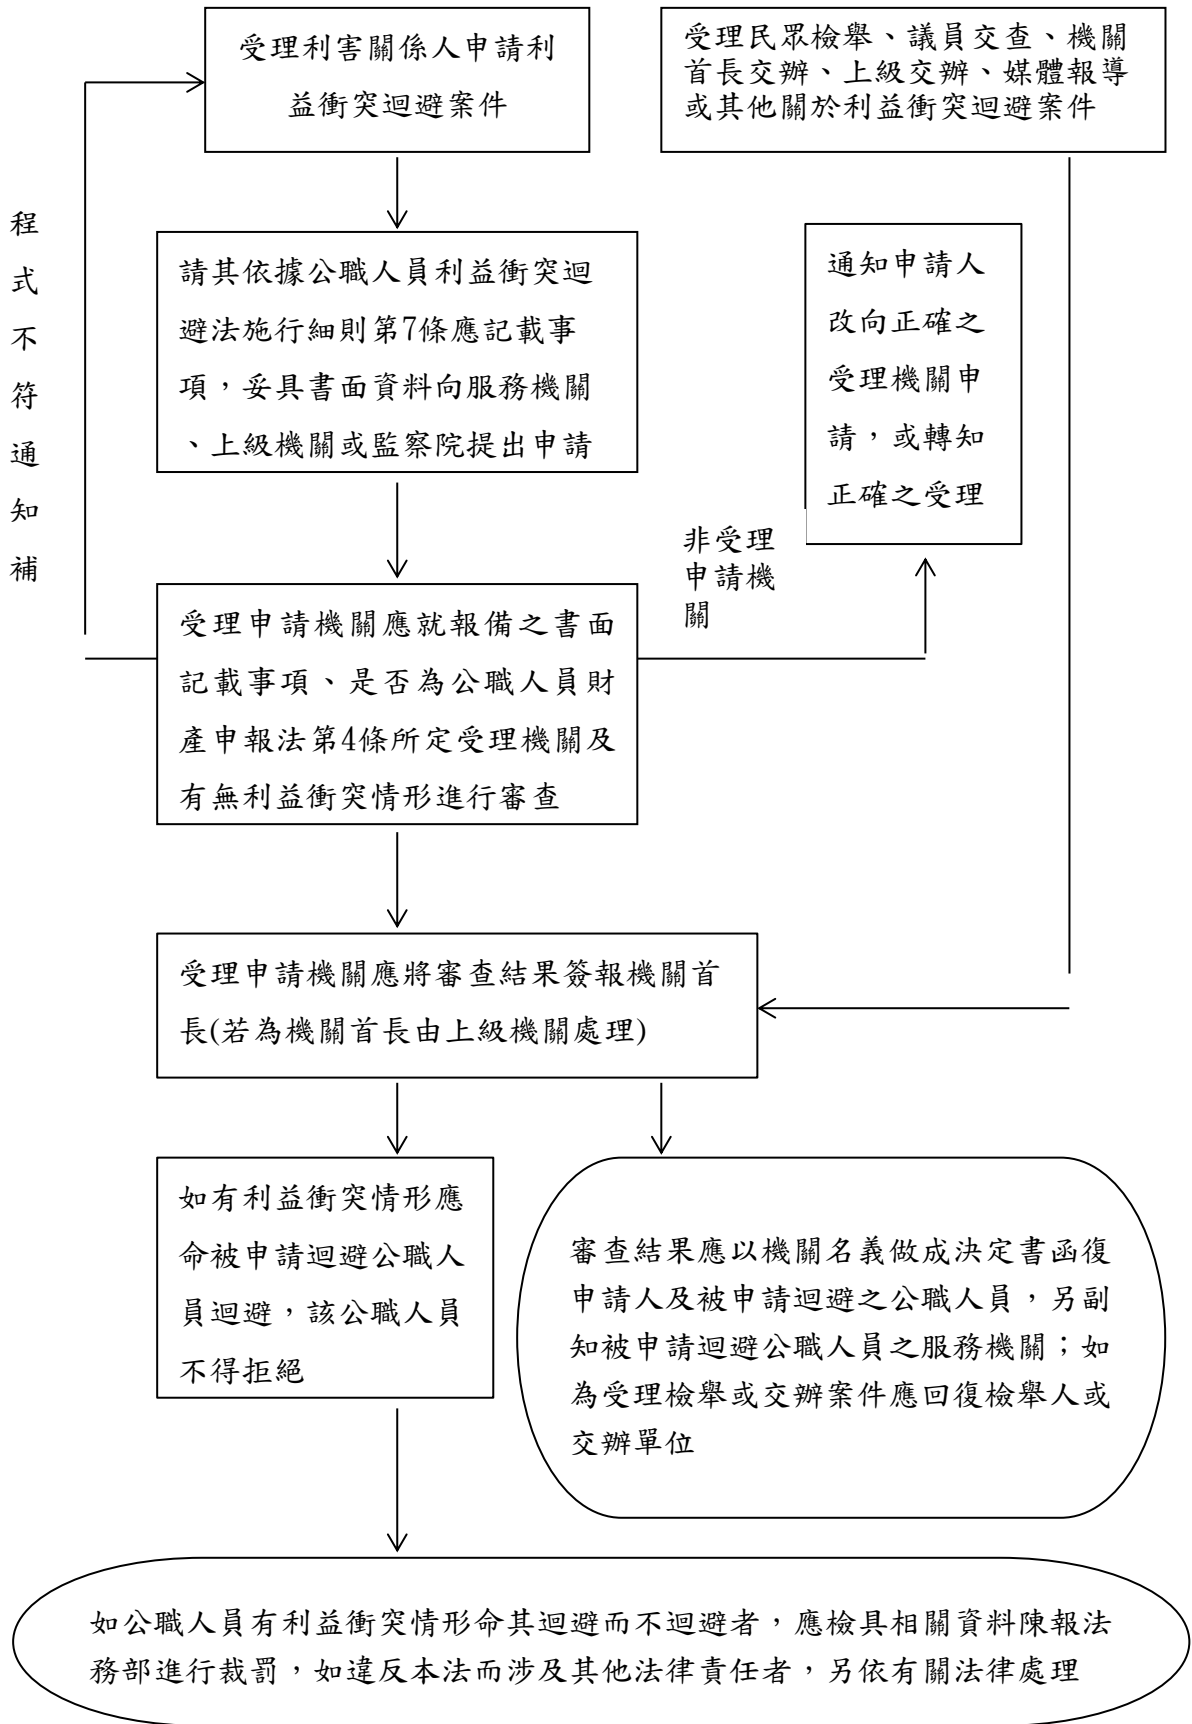 受理利害關係人申請利
益衝突迴避案件
受理民眾檢舉、議員交查、機關
首長交辦、上級交辦、媒體報導
或其他關於利益衝突迴避案件
程
式
不
符
通
知
補
請其依據公職人員利益衝突迴
避法施行細則第7條應記載事
項，妥具書面資料向服務機關
、上級機關或監察院提出申請
通知申請人
改向正確之
受理機關申
請，或轉知
正確之受理
非受理
申請機
關
受理申請機關應就報備之書面
記載事項、是否為公職人員財
產申報法第4條所定受理機關及
有無利益衝突情形進行審查
受理申請機關應將審查結果簽報機關首
長(若為機關首長由上級機關處理)
如有利益衝突情形應
命被申請迴避公職人
員迴避，該公職人員
不得拒絕
審查結果應以機關名義做成決定書函復
申請人及被申請迴避之公職人員，另副
知被申請迴避公職人員之服務機關；如
為受理檢舉或交辦案件應回復檢舉人或
交辦單位
如公職人員有利益衝突情形命其迴避而不迴避者，應檢具相關資料陳報法
務部進行裁罰，如違反本法而涉及其他法律責任者，另依有關法律處理